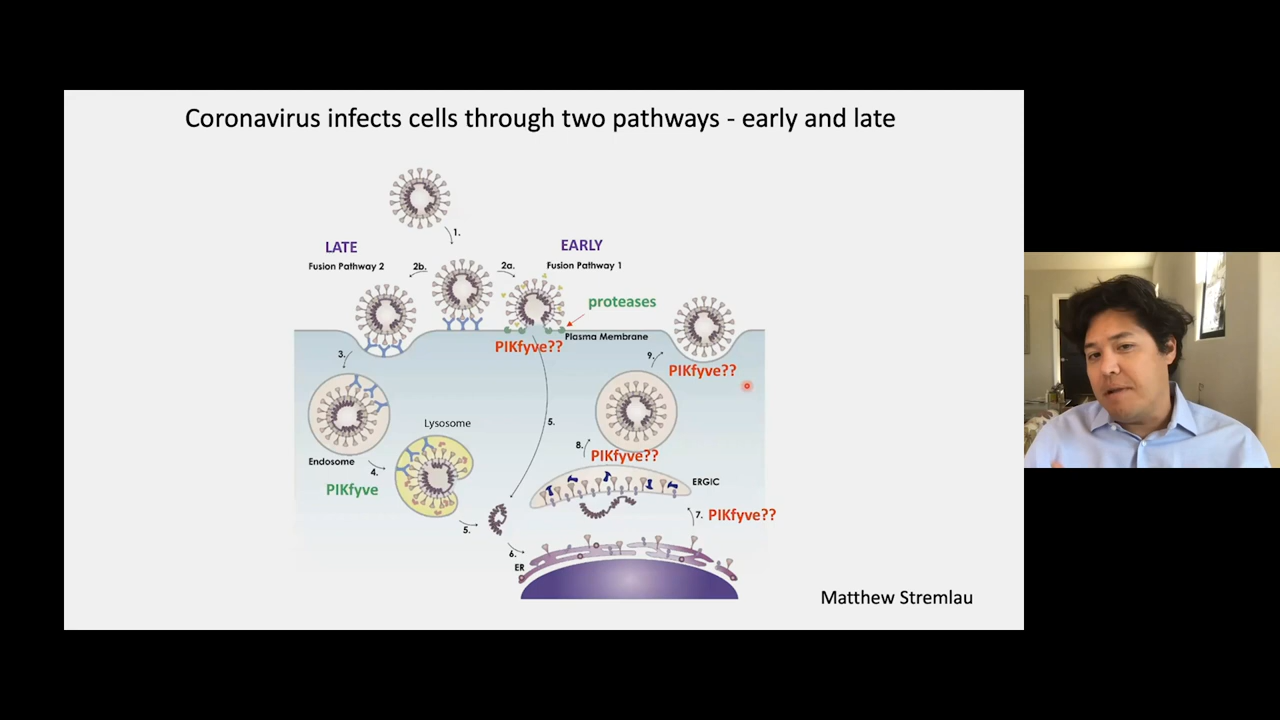 Coronavirus infects cells through two pathways - early and late
1.
LATE
EARLY
Fusion Pathway 2
2b.
2a.
Fusion Pathway 1
proteases
Plasma Membrane
PIKfyve??
3.
9.
PIKfyve??
Lysosome
5.
8.
PIKfyve??
Endosome
4.
ERGIC
PIKfyve
7.
PIKfyve??
5.
6.
ER
Matthew Stremlau